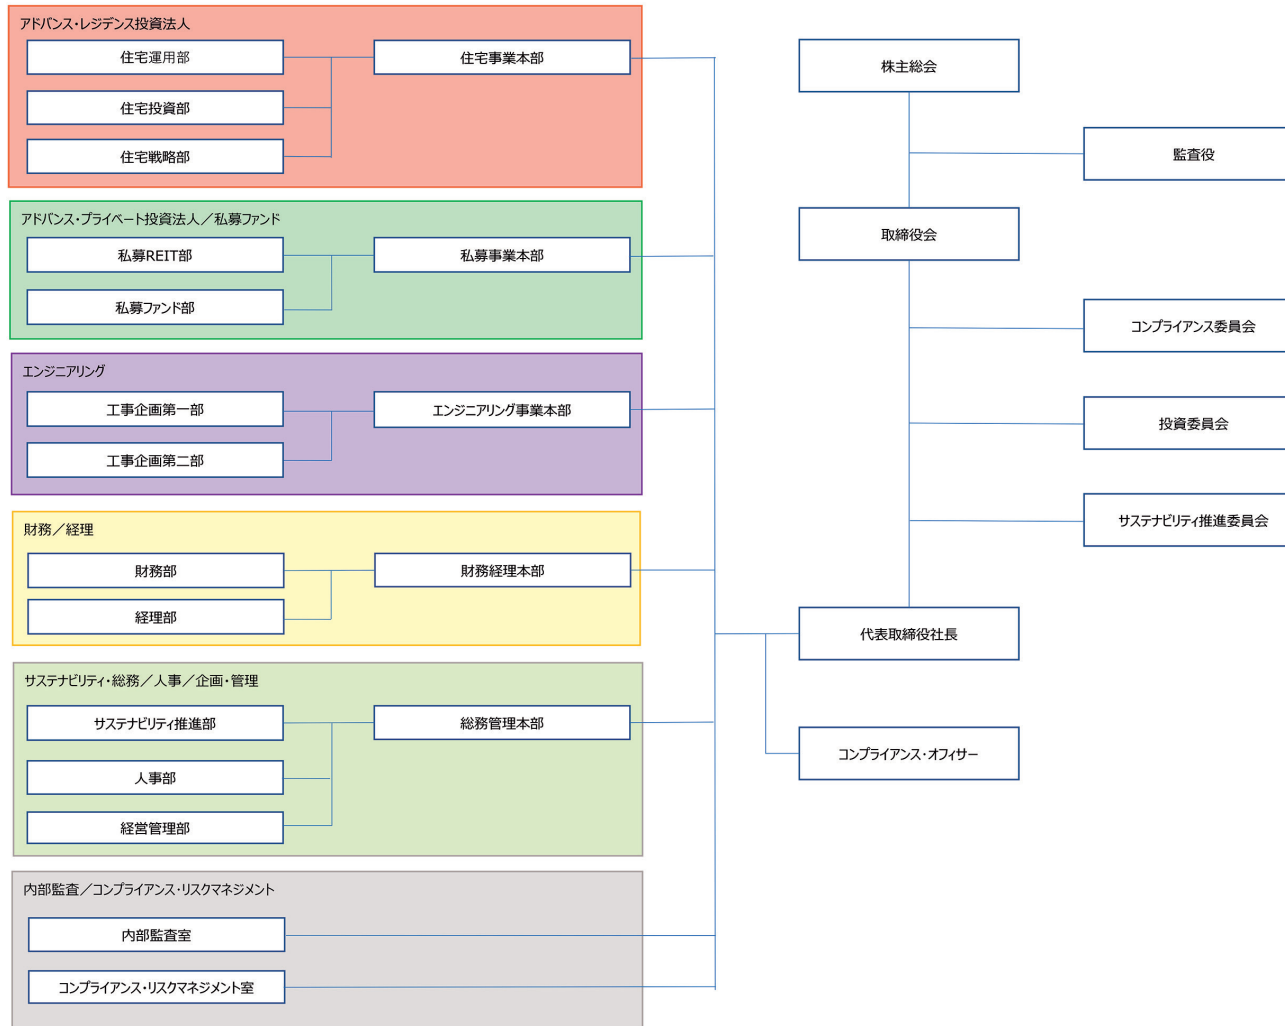 アドバンス・レジデンス投資法人
住宅運用部
住宅事業本部
住宅投資部
住宅戦略部
アドバンス・プライベート投資法人／私募ファンド
私募REIT部
私募事業本部
私募ファンド部
エンジニアリング
工事企画第一部
エンジニアリング事業本部
工事企画第二部
財務／経理
財務部
財務経理本部
経理部
サステナビリティ・総務／人事／企画・管理
サステナビリティ推進部
総務管理本部
人事部
経営管理部
内部監査／コンプライアンス・リスクマネジメント
内部監査室
コンプライアンス・リスクマネジメント室
株主総会
監査役
取締役会
コンプライアンス委員会
投資委員会
サステナビリティ推進委員会
代表取締役社長
コンプライアンス・オフィサー